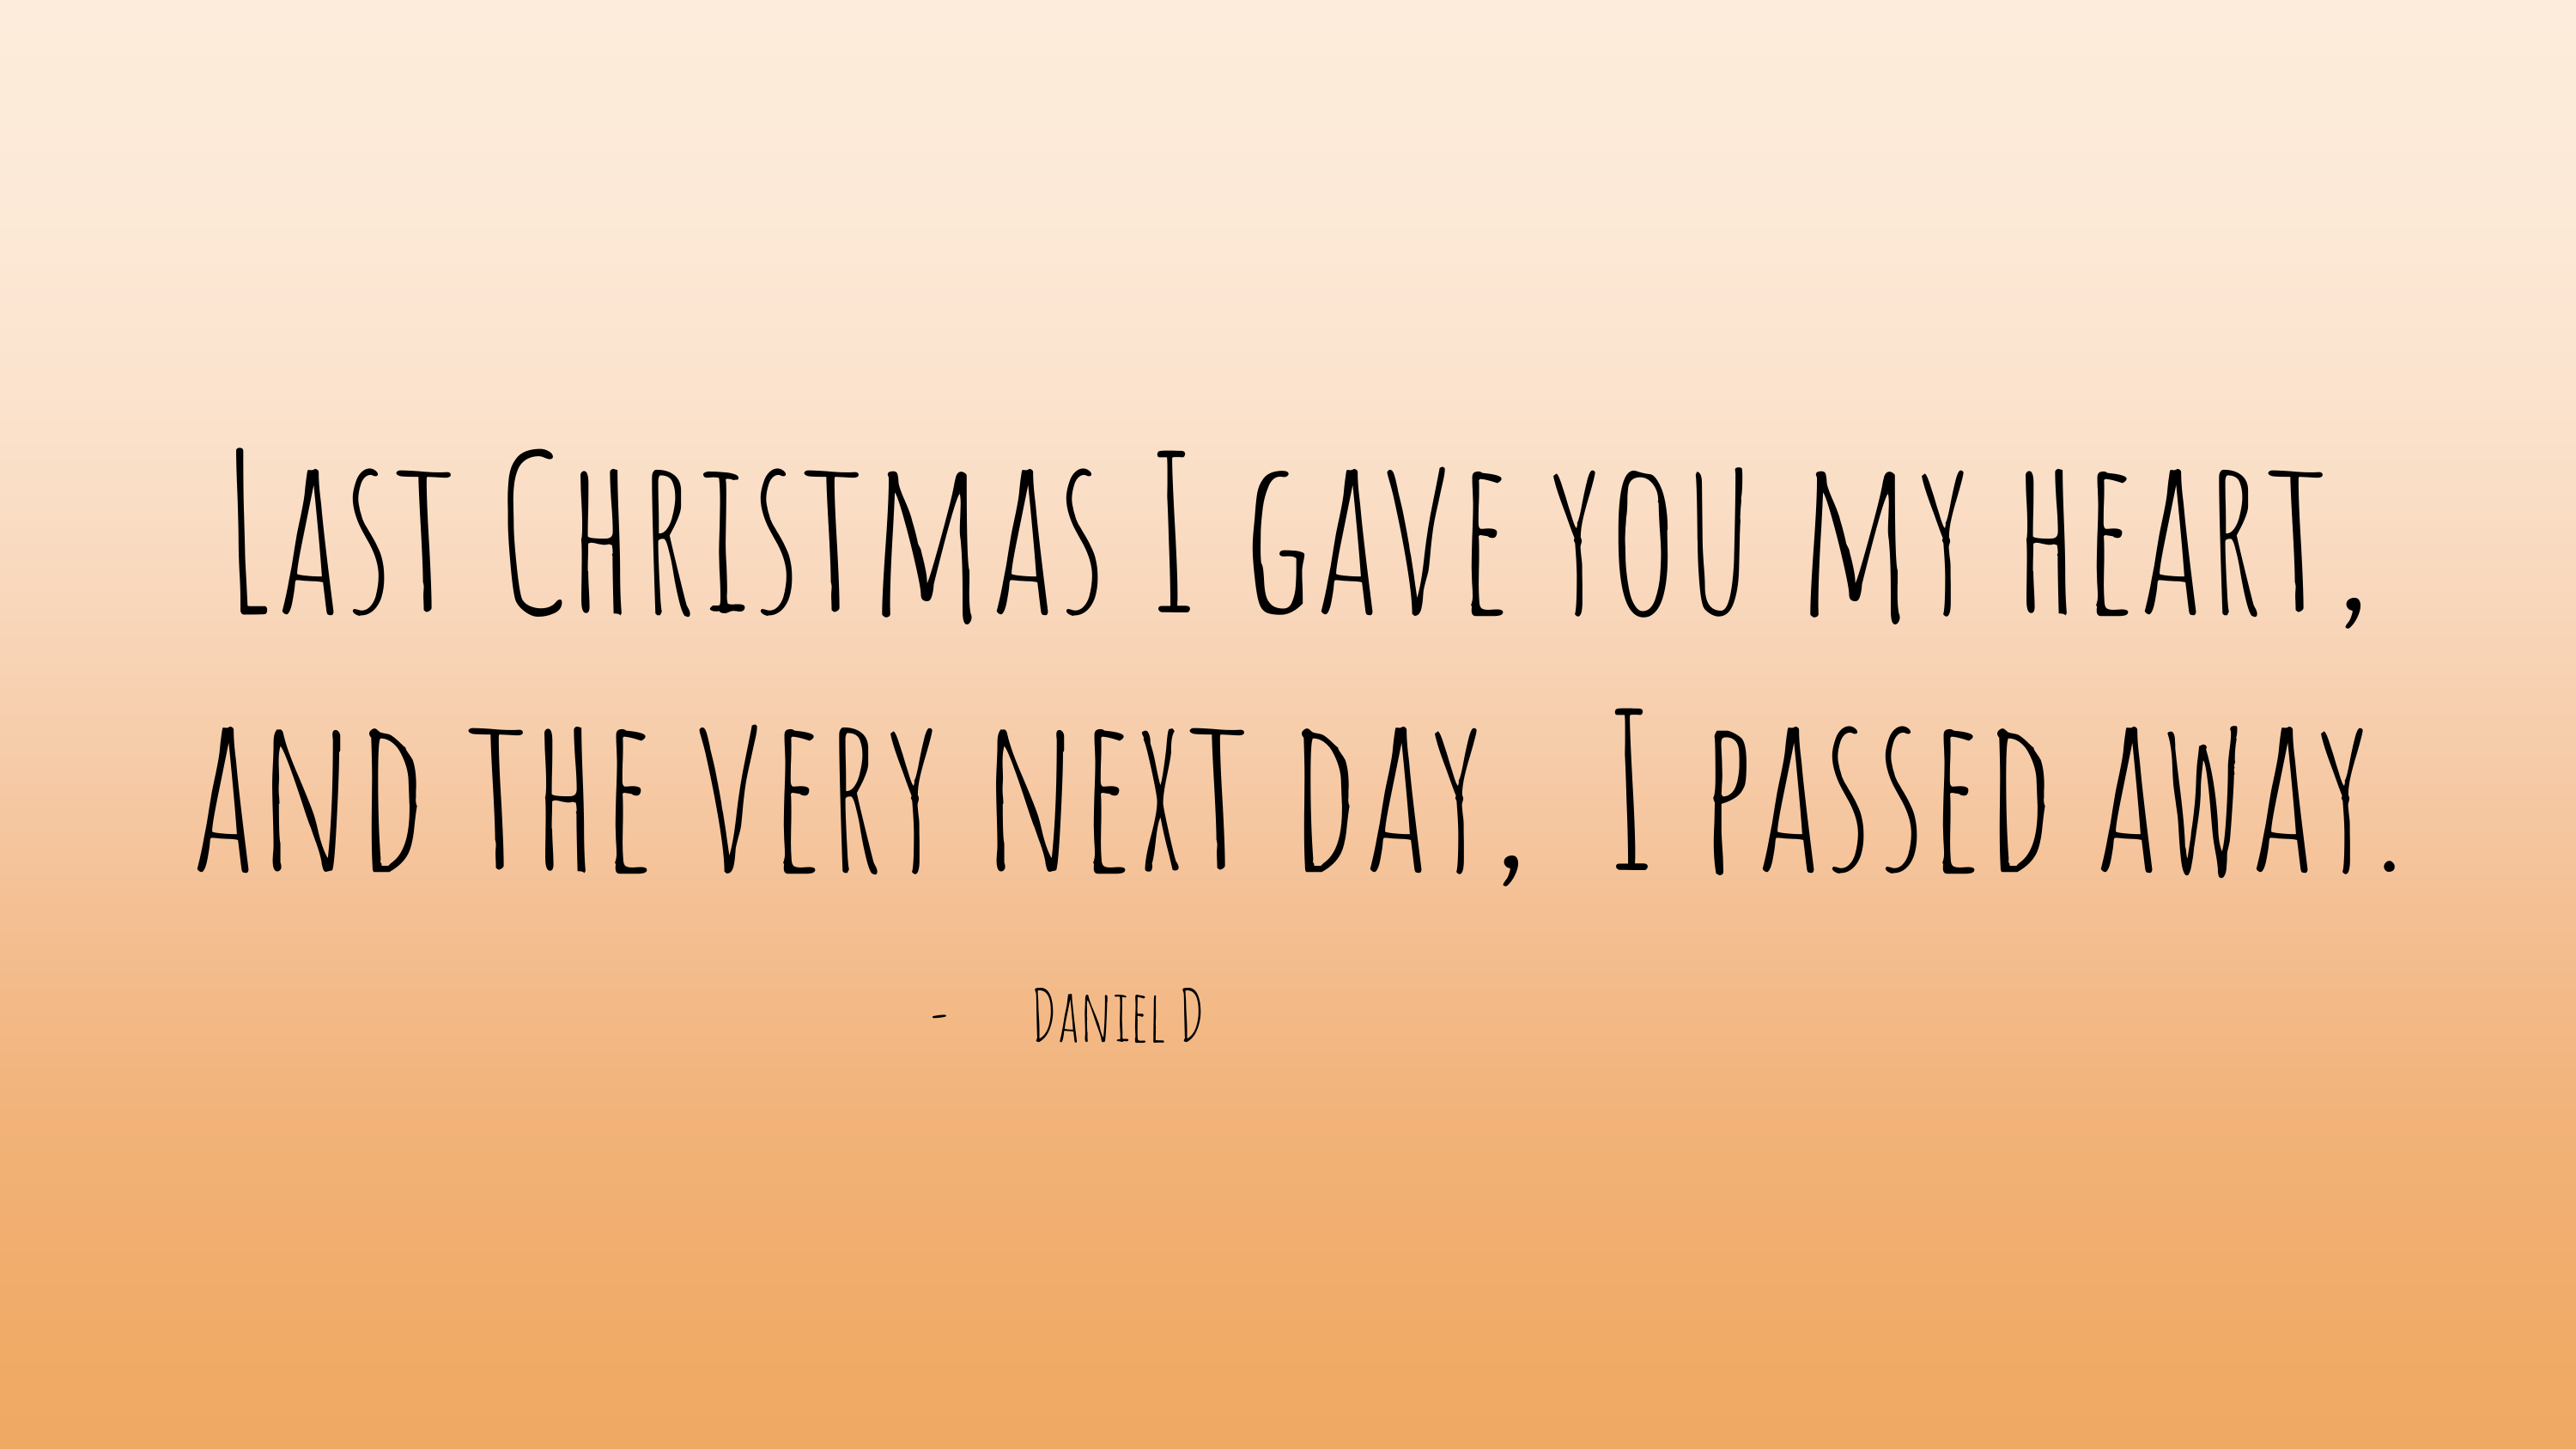 Last Christmas I gave you my heart,
and the very next day, I passed away.
- Daniel D